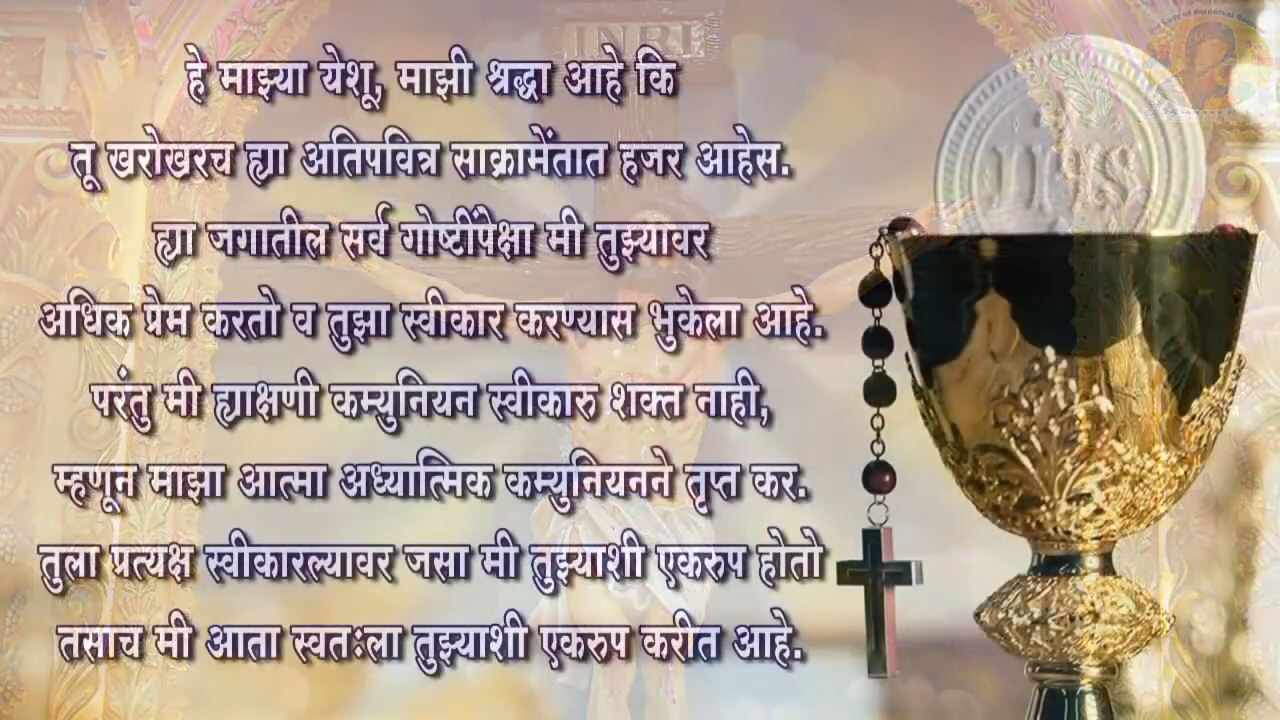 INRI
हे माझ्या येशू, माझी श्रद्धा आहे कि
तू खरोखरच ह्या अतिपवित्र साक्रामेंतात हजर आहेस.
ह्या जगातील सर्व गोष्टींपैक्षा मी तुझ्यावर
अधिक प्रेम करतो व तुझा स्वीकार करण्यास भुकेला आहे.
परंतु मी ह्याक्षणी कम्युनियन स्वीकारु शक्त नाही,
म्हणून माझा आत्मा अध्यात्मिक कम्युनियनने तृप्त कर.
तुला प्रत्यक्ष स्वीकारल्यावर जसा मी तुझ्याशी एकरुप होतो
तसाच मी आता स्वतःला तुझ्याशी एकरुप करीत आहे.
IHS